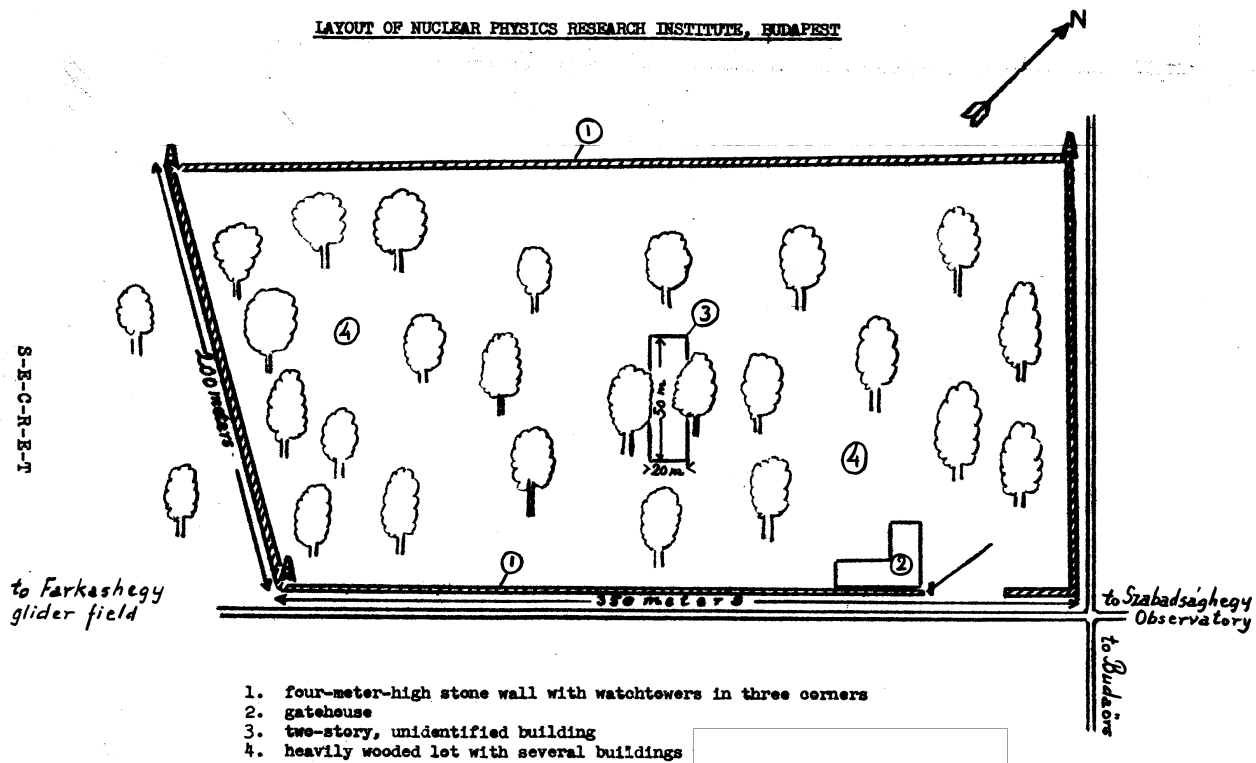 LAYOUT OF NUCLEAR PHYSICS RESEARCH INSTITUTE, BUDAPEST
N
1
3
4
200 meters
50 m
20 m
4
S-E-C-R-E-T
1
2
350 meters
to Farkashegy
glider field
to Szabadsághegy
Observatory
to Budaörs
1. four-meter-high stone wall with watchtowers in three corners
2. gatehouse
3. two-story, unidentified building
4. heavily wooded lot with several buildings